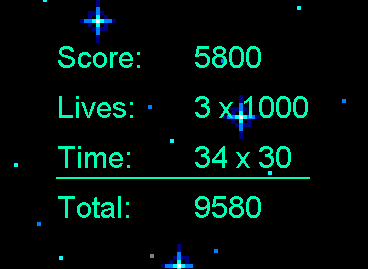 Score: 5800
Lives: 3 x 1000
Time: 34 x 30
Total: 9580